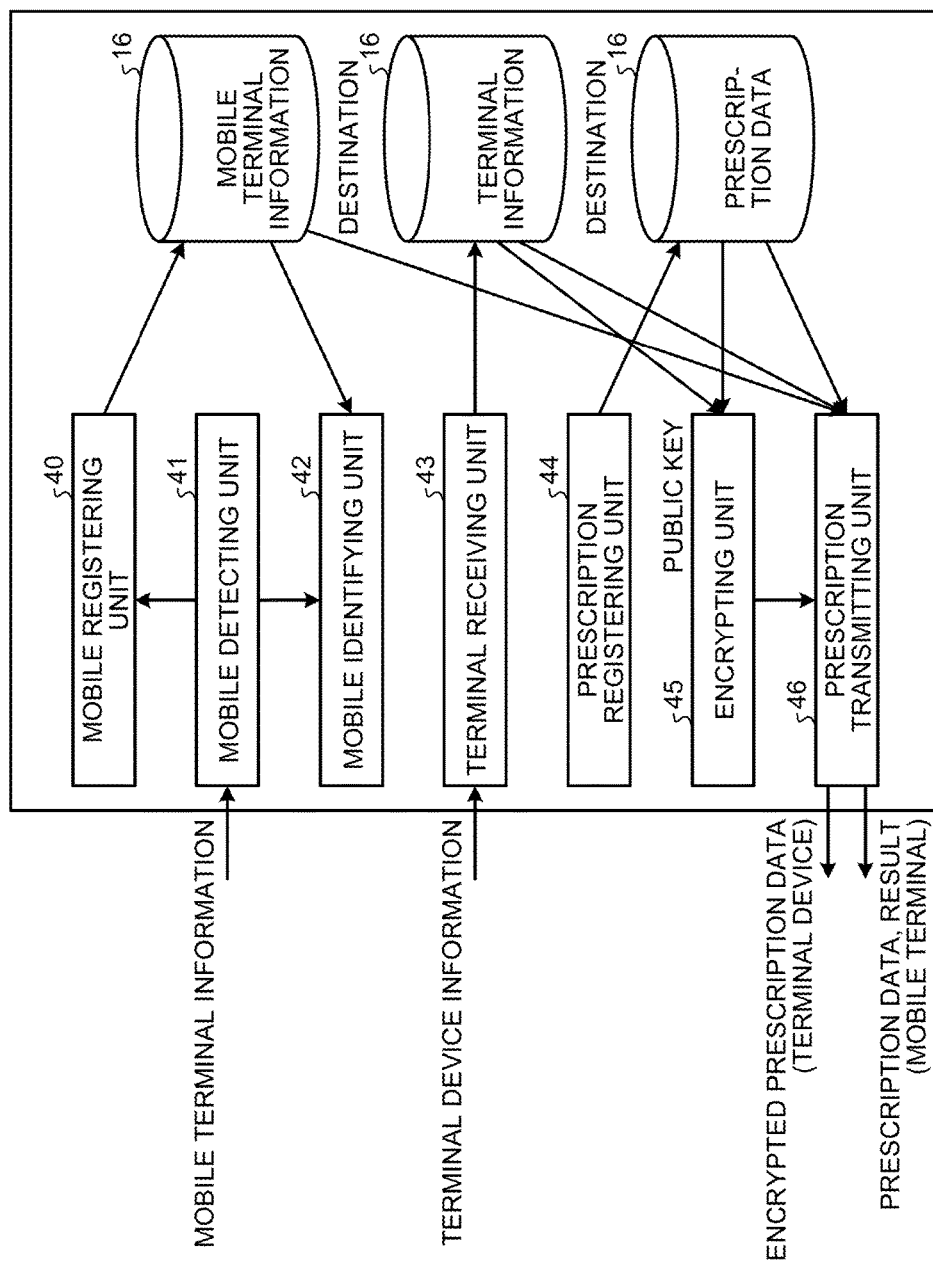 MOBILE TERMINAL INFORMATION
TERMINAL DEVICE INFORMATION
ENCRYPTED PRESCRIPTION DATA
(TERMINAL DEVICE)
PRESCRIPTION DATA, RESULT
(MOBILE TERMINAL)
40
MOBILE REGISTERING
UNIT
41
MOBILE DETECTING UNIT
42
MOBILE IDENTIFYING UNIT
43
TERMINAL RECEIVING UNIT
44
PRESCRIPTION
REGISTERING UNIT
PUBLIC KEY
45
ENCRYPTING UNIT
46
PRESCRIPTION
TRANSMITTING UNIT
16
MOBILE
TERMINAL
INFORMATION
DESTINATION
16
TERMINAL
INFORMATION
DESTINATION
16
PRESCRIP-
TION DATA